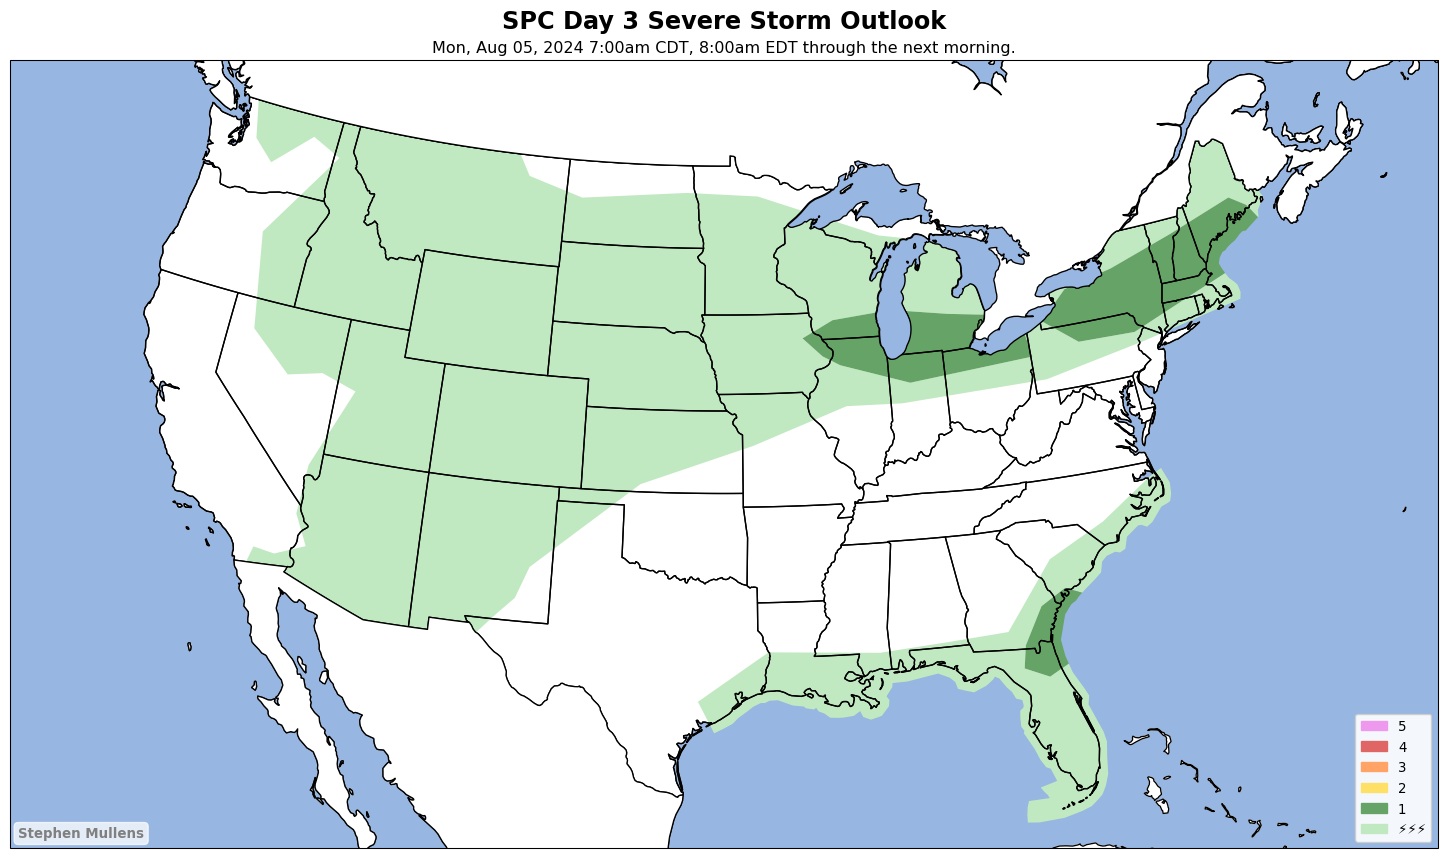 SPC Day 3 Severe Storm Outlook
Mon, Aug 05, 2024 7:00am CDT, 8:00am EDT through the next morning.
5
4
3
2
1
⚡⚡⚡
Stephen Mullens